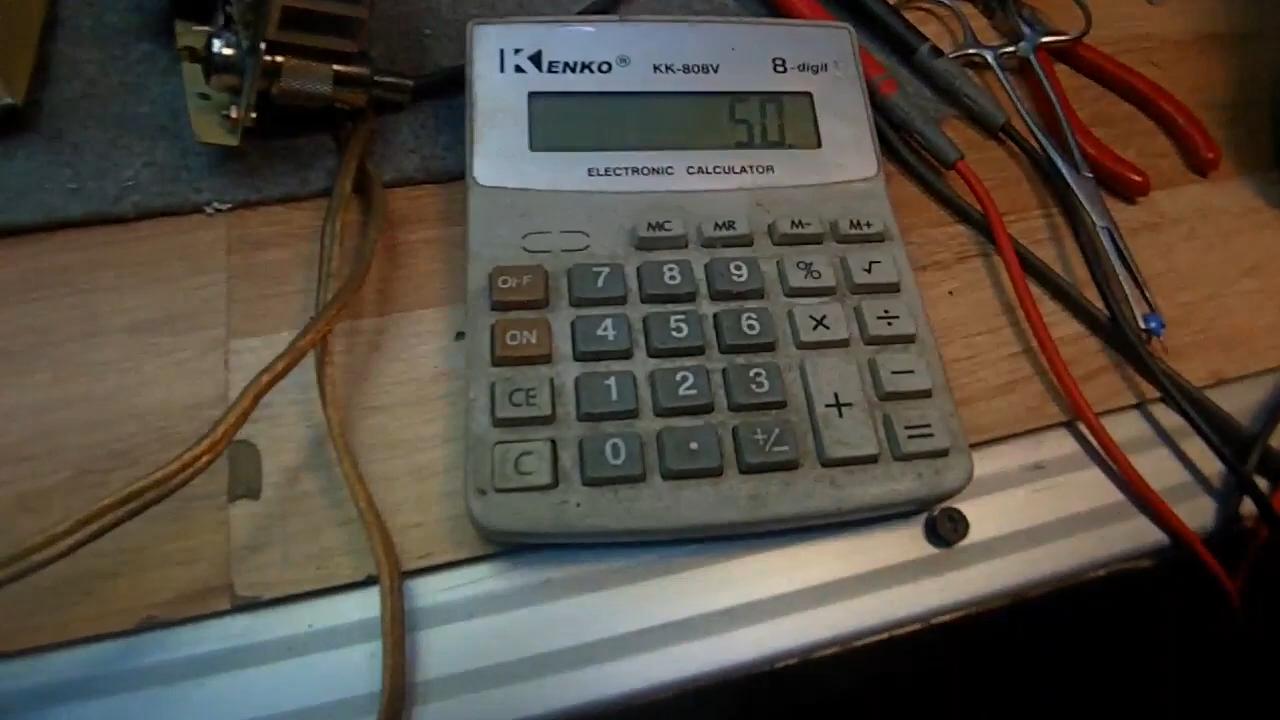 KENKO® KK-808V 8-digit
50.
ELECTRONIC CALCULATOR
MC MR M- M+
OFF 7 8 9 % √
ON 4 5 6 × ÷
CE 1 2 3 + −
C 0 . +/− =